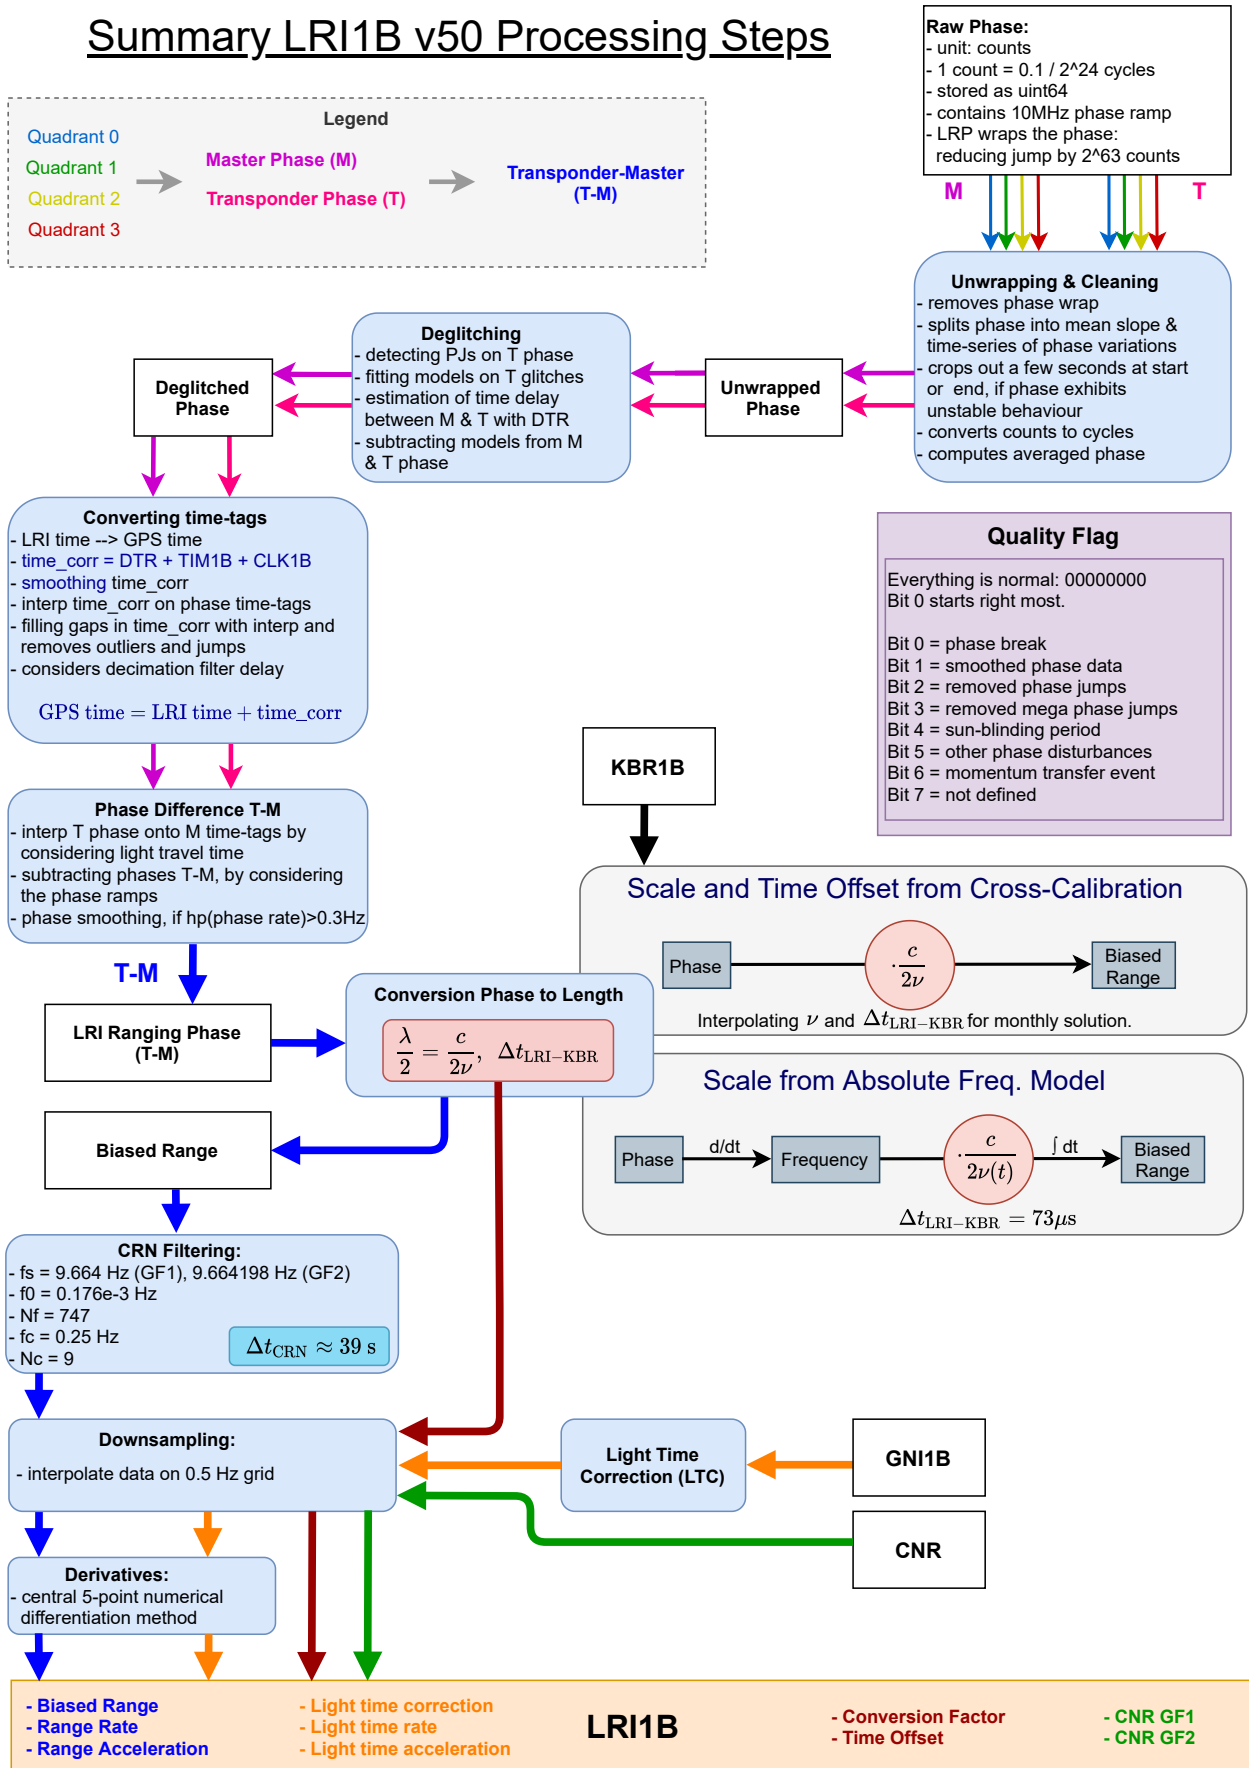 Summary LRI1B v50 Processing Steps
Raw Phase:
- unit: counts
- 1 count = 0.1 / 2^24 cycles
- stored as uint64
- contains 10MHz phase ramp
- LRP wraps the phase:
reducing jump by 2^63 counts
M
T
Legend
Quadrant 0
Quadrant 1
Quadrant 2
Quadrant 3
Master Phase (M)
Transponder Phase (T)
Transponder-Master
(T-M)
Unwrapping & Cleaning
- removes phase wrap
- splits phase into mean slope &
time-series of phase variations
- crops out a few seconds at start
or end, if phase exhibits
unstable behaviour
- converts counts to cycles
- computes averaged phase
Unwrapped
Phase
Deglitching
- detecting PJs on T phase
- fitting models on T glitches
- estimation of time delay
between M & T with DTR
- subtracting models from M
& T phase
Deglitched
Phase
Converting time-tags
- LRI time --> GPS time
- time_corr = DTR + TIM1B + CLK1B
- smoothing time_corr
- interp time_corr on phase time-tags
- filling gaps in time_corr with interp and
removes outliers and jumps
- considers decimation filter delay
GPS time = LRI time + time_corr
Quality Flag
Everything is normal: 00000000
Bit 0 starts right most.
Bit 0 = phase break
Bit 1 = smoothed phase data
Bit 2 = removed phase jumps
Bit 3 = removed mega phase jumps
Bit 4 = sun-blinding period
Bit 5 = other phase disturbances
Bit 6 = momentum transfer event
Bit 7 = not defined
KBR1B
Phase Difference T-M
- interp T phase onto M time-tags by
considering light travel time
- subtracting phases T-M, by considering
the phase ramps
- phase smoothing, if hp(phase rate)>0.3Hz
T-M
Scale and Time Offset from Cross-Calibration
Phase
· c / 2ν
Biased
Range
Interpolating ν and Δt_LRI−KBR for monthly solution.
LRI Ranging Phase
(T-M)
Conversion Phase to Length
λ/2 = c/2ν, Δt_LRI−KBR
Scale from Absolute Freq. Model
Phase
d/dt
Frequency
· c / 2ν(t)
∫ dt
Biased
Range
Δt_LRI−KBR = 73μs
Biased Range
CRN Filtering:
- fs = 9.664 Hz (GF1), 9.664198 Hz (GF2)
- f0 = 0.176e-3 Hz
- Nf = 747
- fc = 0.25 Hz
- Nc = 9
Δt_CRN ≈ 39 s
Downsampling:
- interpolate data on 0.5 Hz grid
Light Time
Correction (LTC)
GNI1B
CNR
Derivatives:
- central 5-point numerical
differentiation method
- Biased Range
- Range Rate
- Range Acceleration
- Light time correction
- Light time rate
- Light time acceleration
LRI1B
- Conversion Factor
- Time Offset
- CNR GF1
- CNR GF2